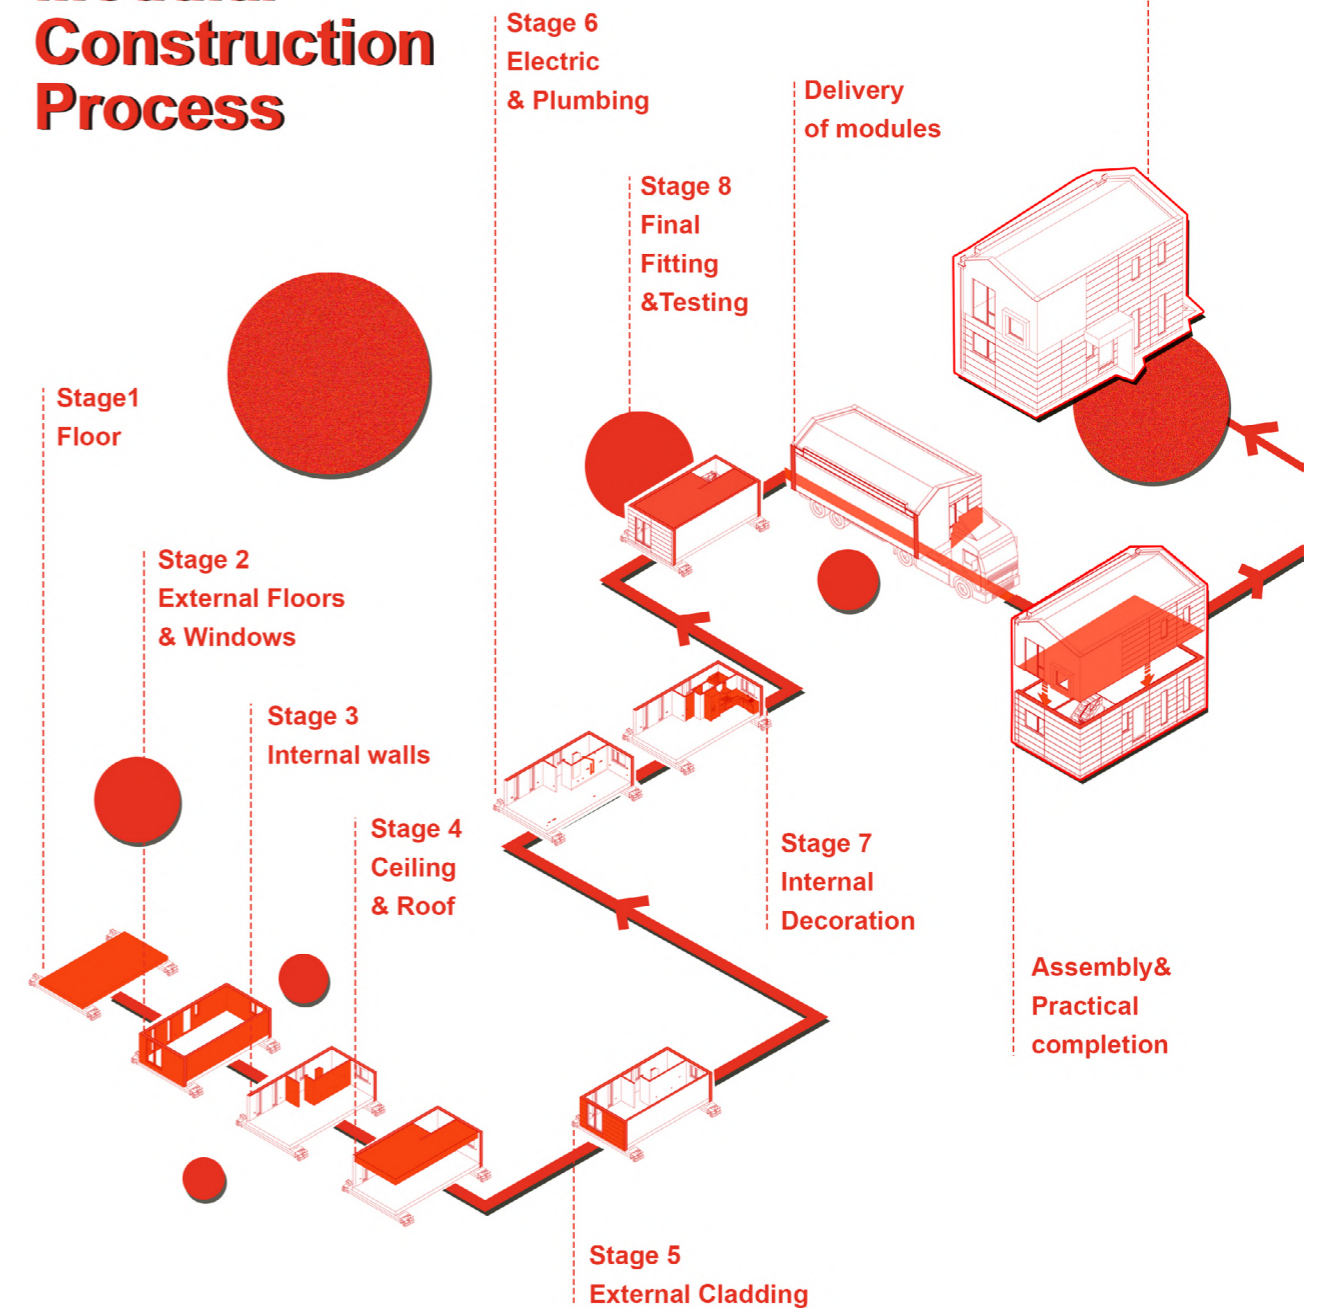 Construction
Process
Stage 6
Electric
& Plumbing
Delivery
of modules
Stage 8
Final
Fitting
&Testing
Stage1
Floor
Stage 2
External Floors
& Windows
Stage 3
Internal walls
Stage 4
Ceiling
& Roof
Stage 7
Internal
Decoration
Assembly&
Practical
completion
Stage 5
External Cladding